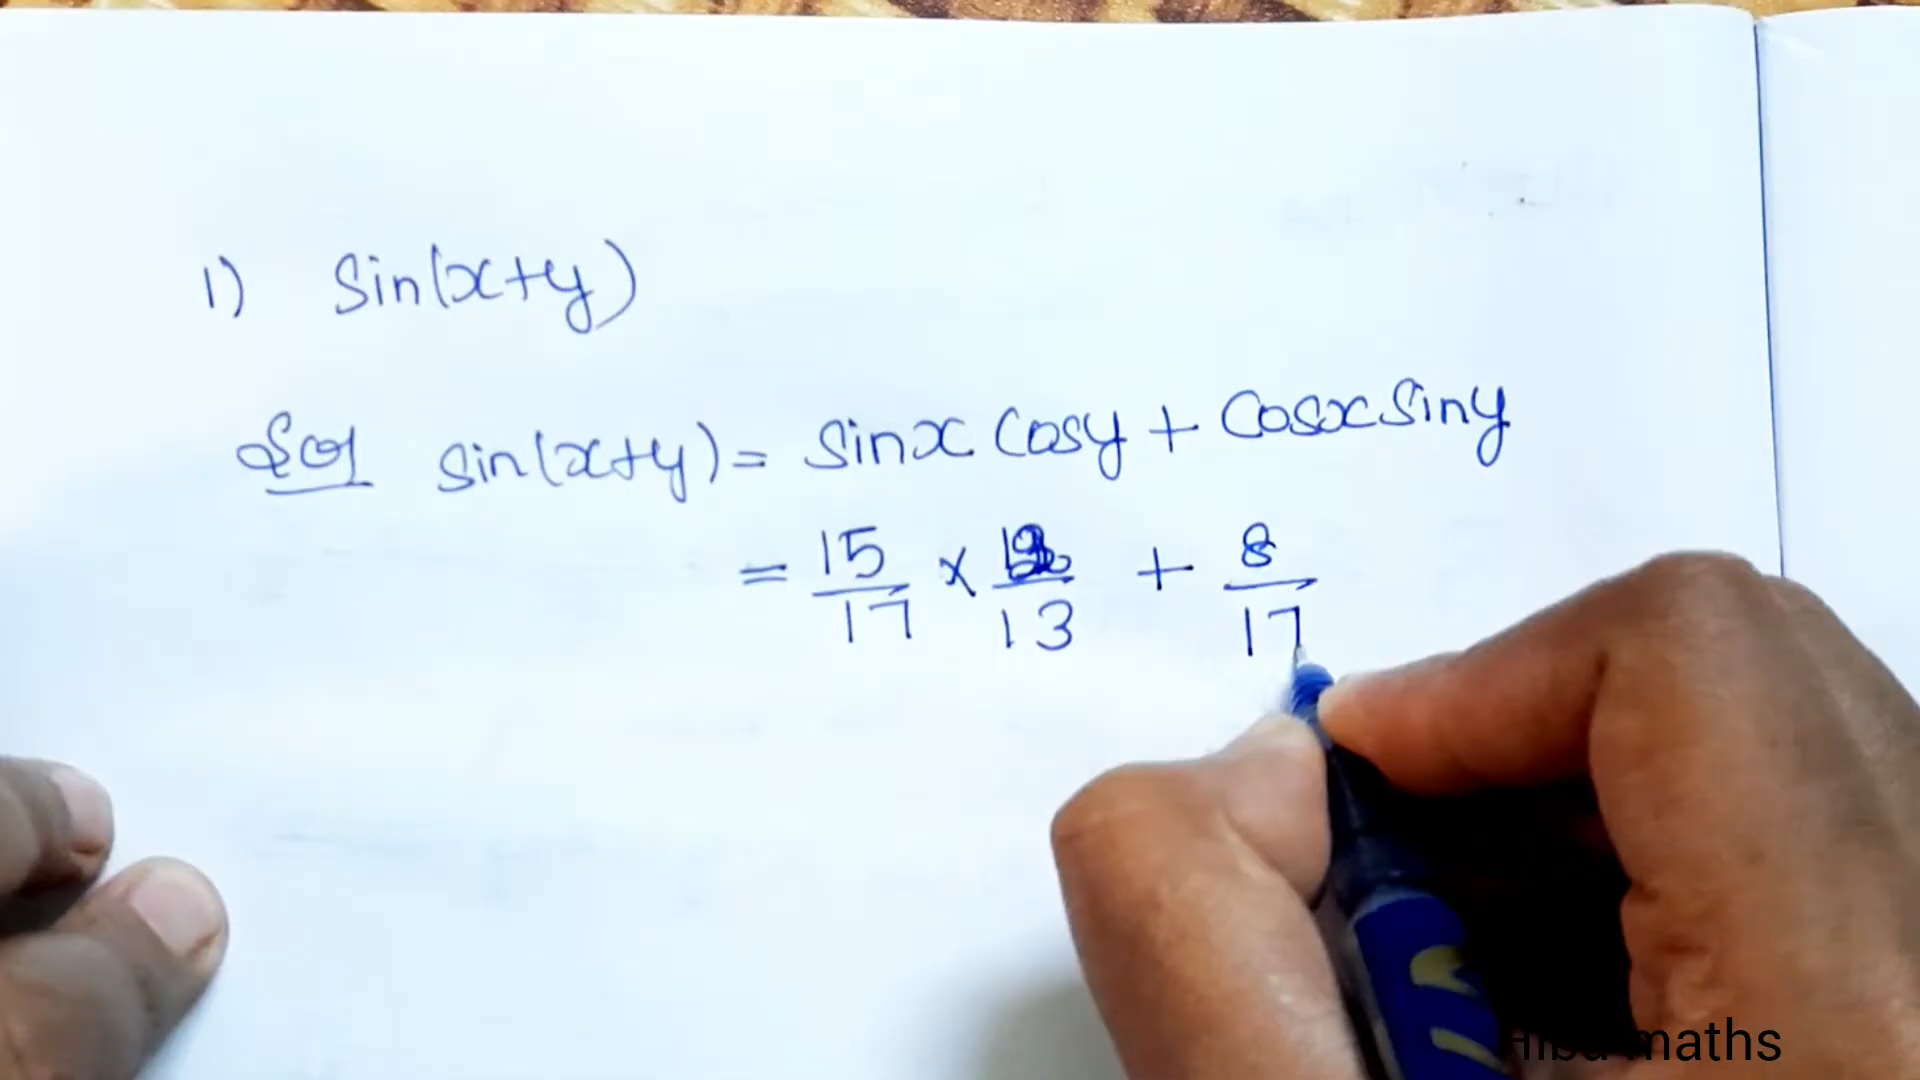 1) Sin(x+y)
Sol Sin(x+y) = Sinx Cosy + Cosx Siny
= 15/17 × 12/13 + 8/17
maths